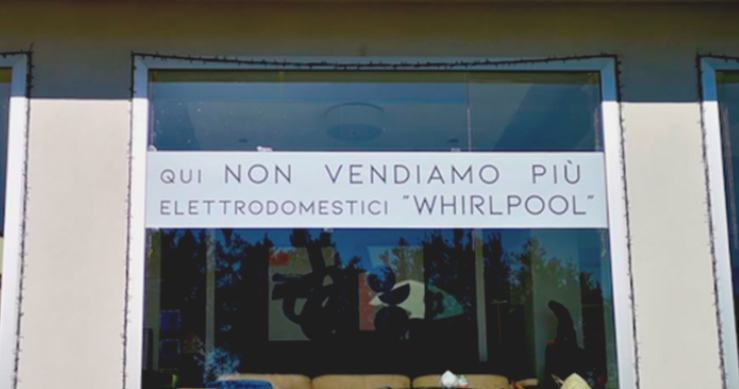 QUI NON VENDIAMO PIÙ
ELETTRODOMESTICI "WHIRLPOOL"